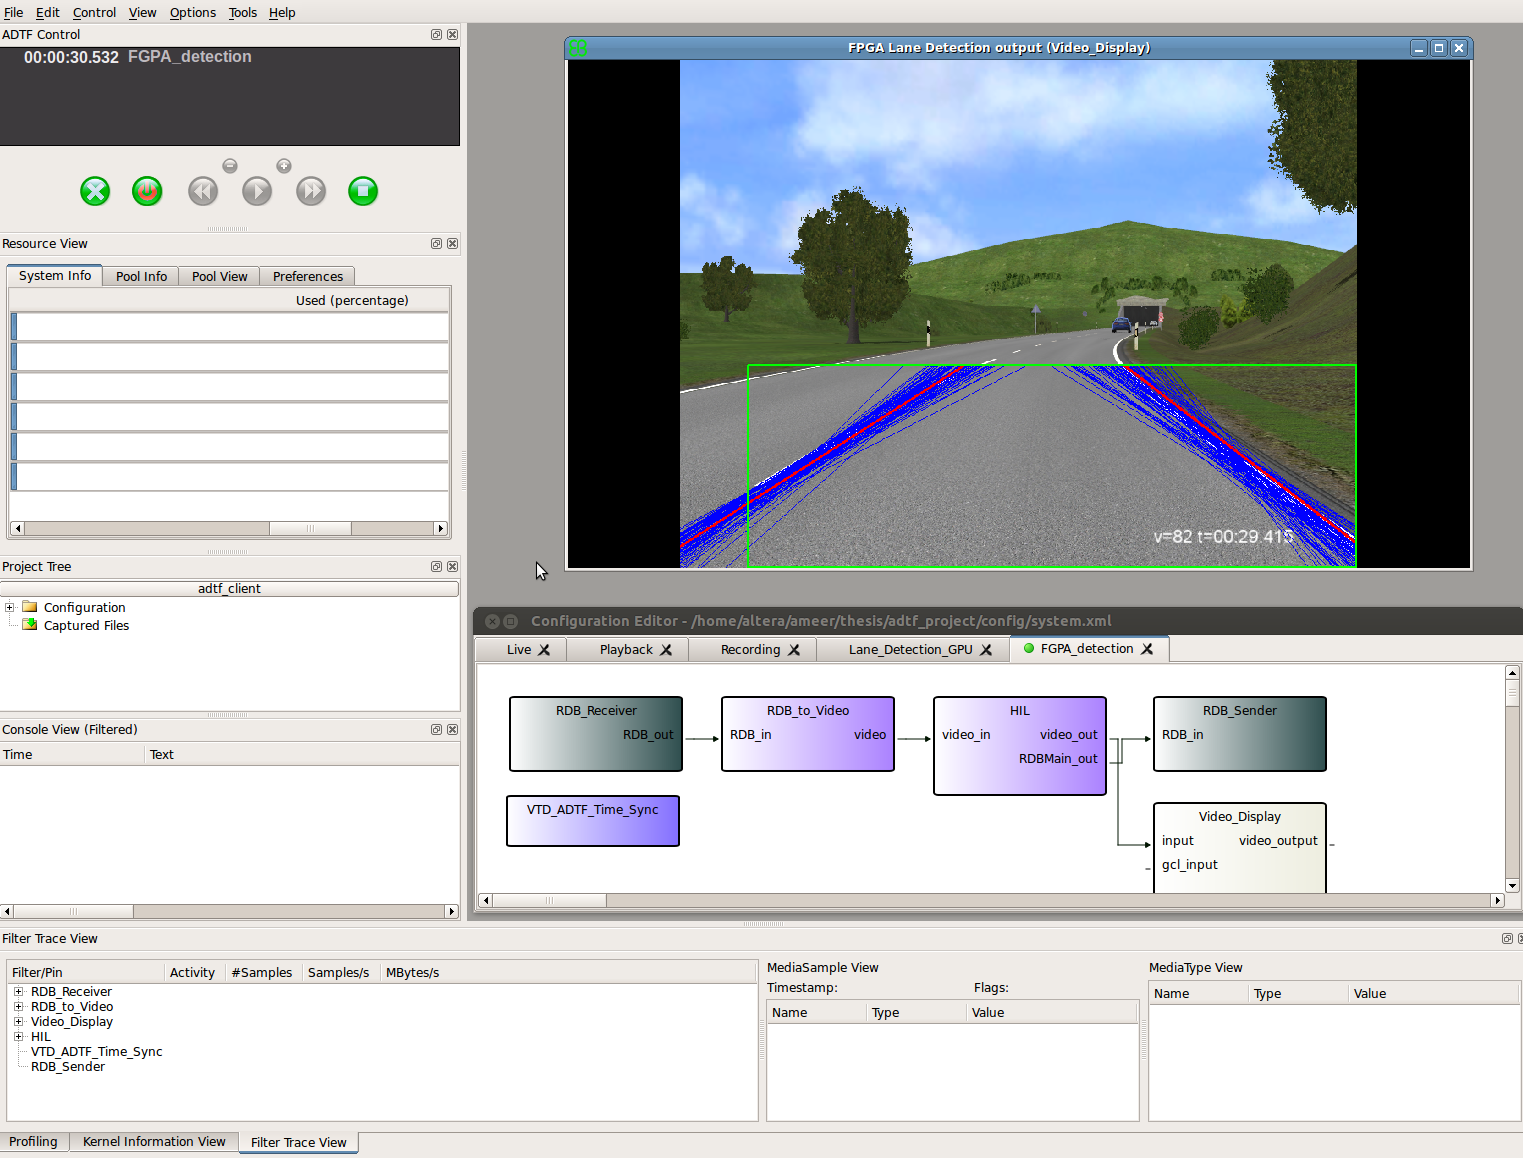 File Edit Control View Options Tools Help
ADTF Control
00:00:30.532 FGPA_detection
Resource View
System Info Pool Info Pool View Preferences
Used (percentage)
Project Tree
adtf_client
Configuration
Captured Files
Console View (Filtered)
Time Text
FPGA Lane Detection output (Video_Display)
v=82 t=00:29.410
Configuration Editor - /home/altera/ameer/thesis/adtf_project/config/system.xml
Live Playback Recording Lane_Detection_GPU FGPA_detection
RDB_Receiver
RDB_out
RDB_to_Video
RDB_in video
HIL
video_in video_out
RDBMain_out
RDB_Sender
RDB_in
VTD_ADTF_Time_Sync
Video_Display
input video_output
gcl_input
Filter Trace View
Filter/Pin Activity #Samples Samples/s MBytes/s
RDB_Receiver
RDB_to_Video
Video_Display
HIL
VTD_ADTF_Time_Sync
RDB_Sender
MediaSample View
Timestamp: Flags:
Name Type Value
MediaType View
Name Type Value
Profiling Kernel Information View Filter Trace View